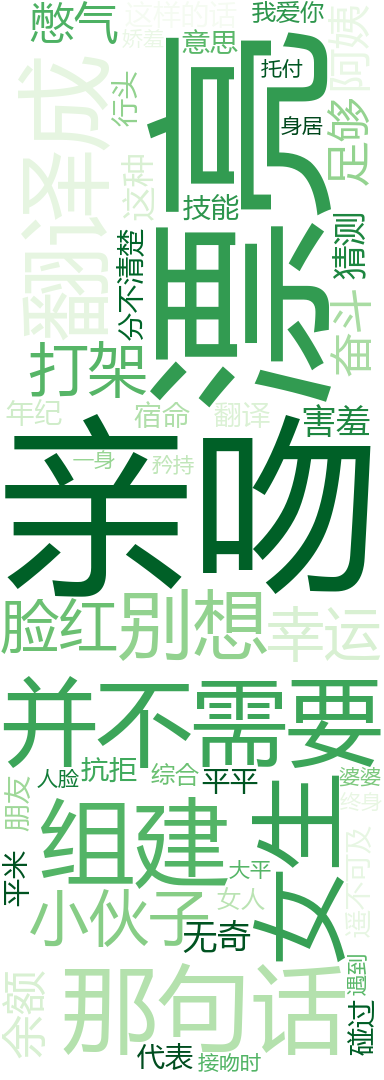 憋气
这样的话
我爱你
娇羞
意思
阿姨
托付
漂亮
翻译成
行头
身居
足够
这种
技能
分不清楚
猜测
奋斗
打架
年纪
宿命
翻译
害羞
一身
矜持
亲吻
脸红
别想
幸运
并不需要
人脸
抗拒
综合
平平
婆婆
朋友
终身
组建
女生
平米
大平
遥不可及
小伙子
女人
无奇
那句话
遇到
余额
碰过
代表
接吻时